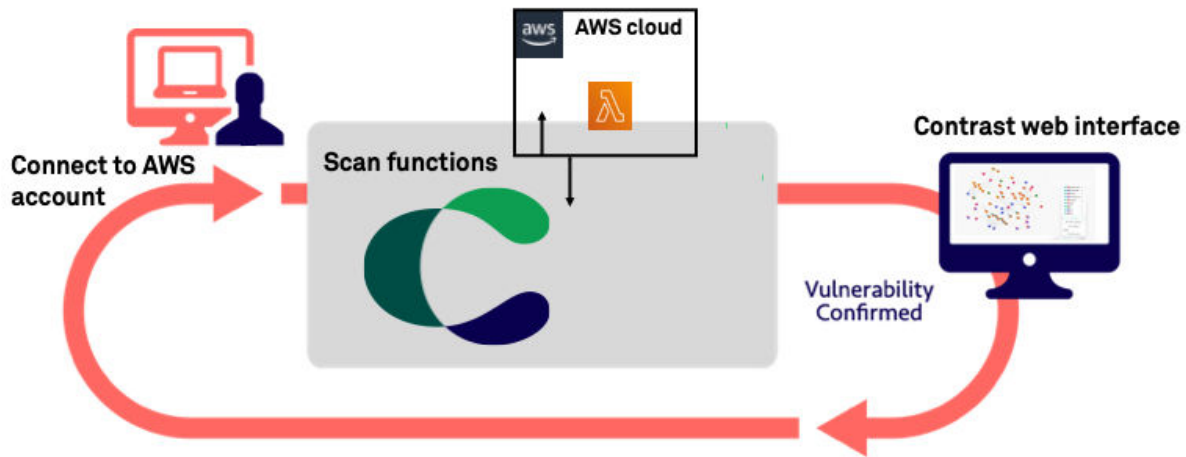 aws
AWS cloud
Connect to AWS
account
Scan functions
λ
Contrast web interface
Vulnerability
Confirmed